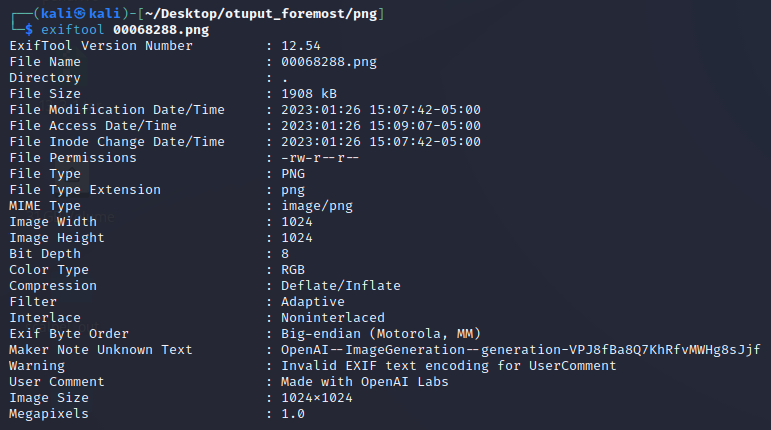 ┌──(kali㉿kali)-[~/Desktop/otuput_foremost/png]
└─$ exiftool 00068288.png
ExifTool Version Number : 12.54
File Name : 00068288.png
Directory : .
File Size : 1908 kB
File Modification Date/Time : 2023:01:26 15:07:42-05:00
File Access Date/Time : 2023:01:26 15:09:07-05:00
File Inode Change Date/Time : 2023:01:26 15:07:42-05:00
File Permissions : -rw-r--r--
File Type : PNG
File Type Extension : png
MIME Type : image/png
Image Width : 1024
Image Height : 1024
Bit Depth : 8
Color Type : RGB
Compression : Deflate/Inflate
Filter : Adaptive
Interlace : Noninterlaced
Exif Byte Order : Big-endian (Motorola, MM)
Maker Note Unknown Text : OpenAI--ImageGeneration--generation-VPJ8fBa8Q7KhRfvMWHg8sJjf
Warning : Invalid EXIF text encoding for UserComment
User Comment : Made with OpenAI Labs
Image Size : 1024×1024
Megapixels : 1.0